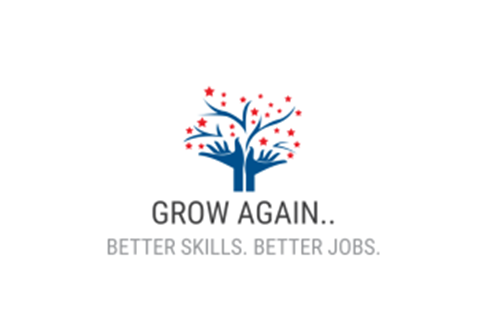 GROW AGAIN..
BETTER SKILLS. BETTER JOBS.